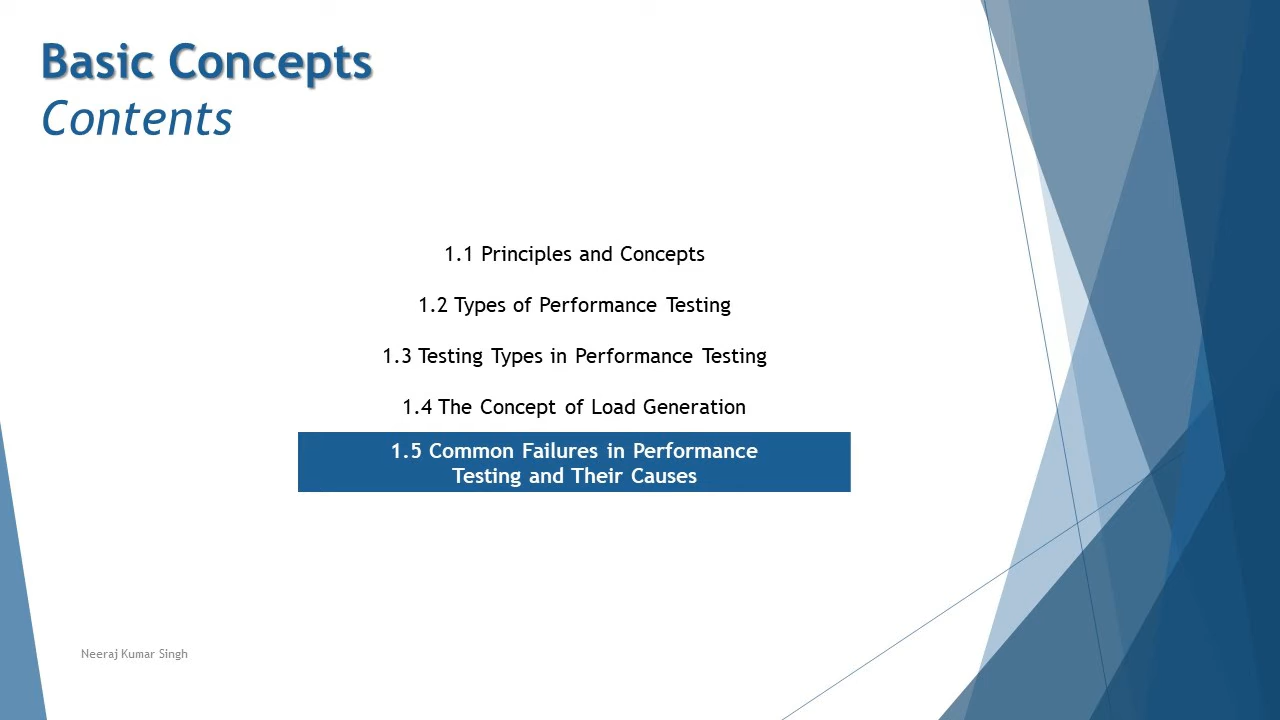 Basic Concepts
Contents
1.1 Principles and Concepts
1.2 Types of Performance Testing
1.3 Testing Types in Performance Testing
1.4 The Concept of Load Generation
1.5 Common Failures in Performance
Testing and Their Causes
Neeraj Kumar Singh